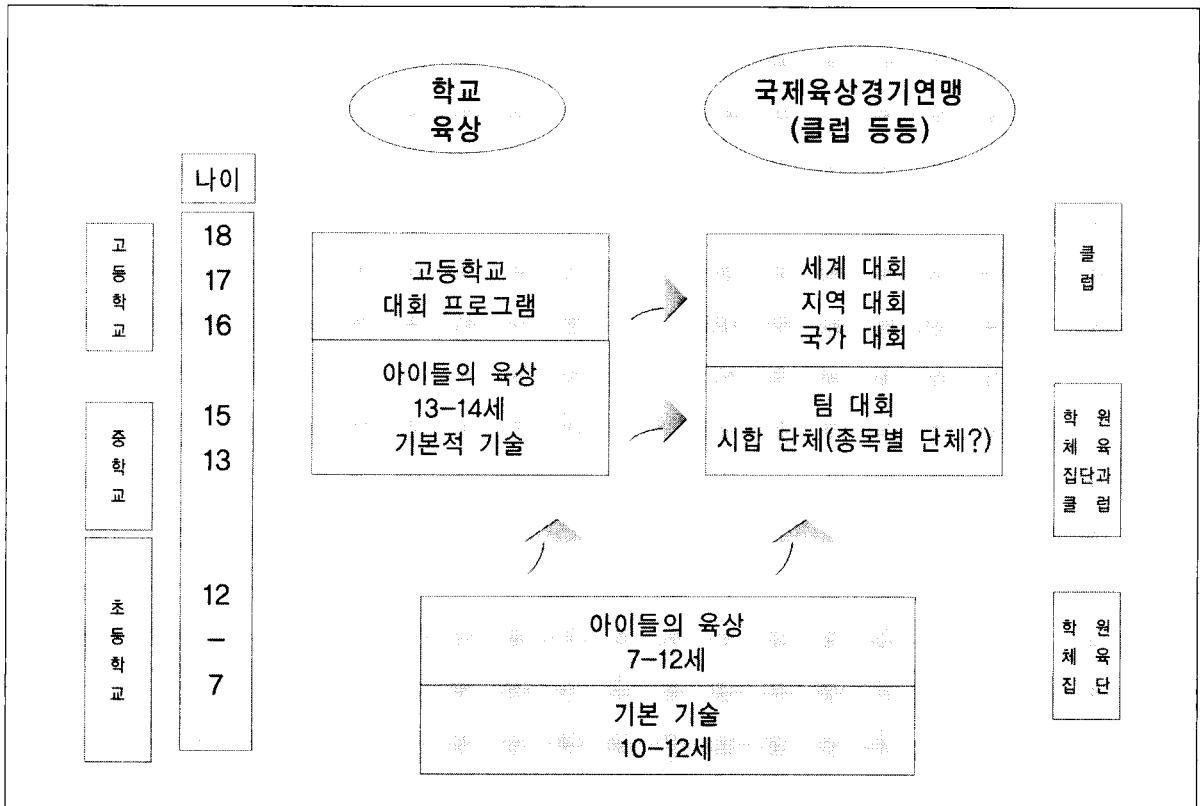 학교
육상
국제육상경기연맹
(클럽 등등)
나이
고등학교
18
17
16
고등학교
대회 프로그램
세계 대회
지역 대회
국가 대회
클럽
중학교
15
13
아이들의 육상
13-14세
기본적 기술
팀 대회
시합 단체(종목별 단체?)
학 원
체 육
집단과
클 럽
초등학교
12
–
7
아이들의 육상
7-12세
기본 기술
10-12세
학 원
체 육
집 단